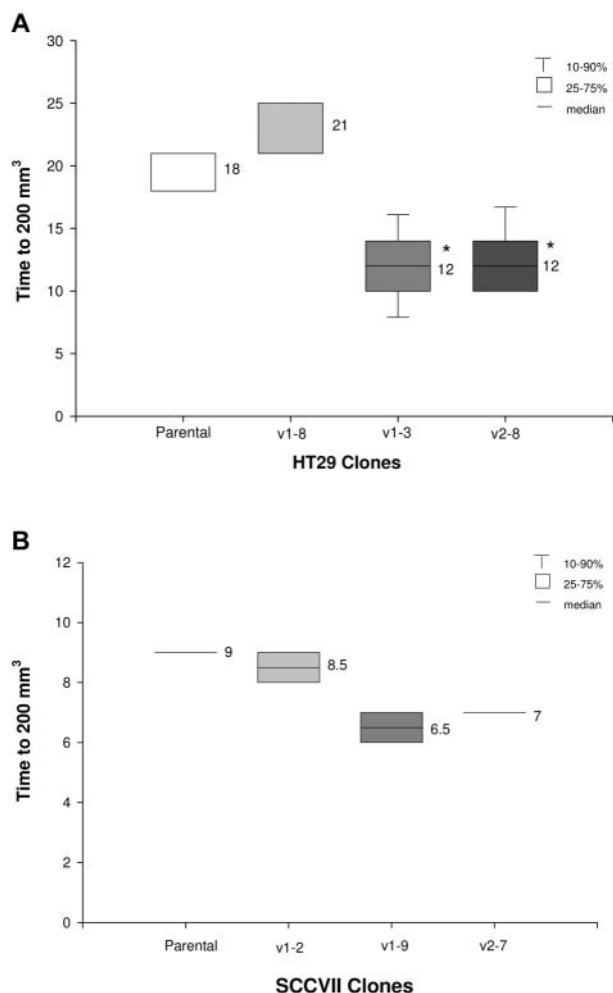 A
Time to 200 mm³
30
25
20
15
10
5
0
10-90%
25-75%
median
18
21
*
12
*
12
Parental
v1-8
v1-3
v2-8
HT29 Clones
B
Time to 200 mm³
12
10
8
6
4
2
0
10-90%
25-75%
median
9
8.5
6.5
7
Parental
v1-2
v1-9
v2-7
SCCVII Clones